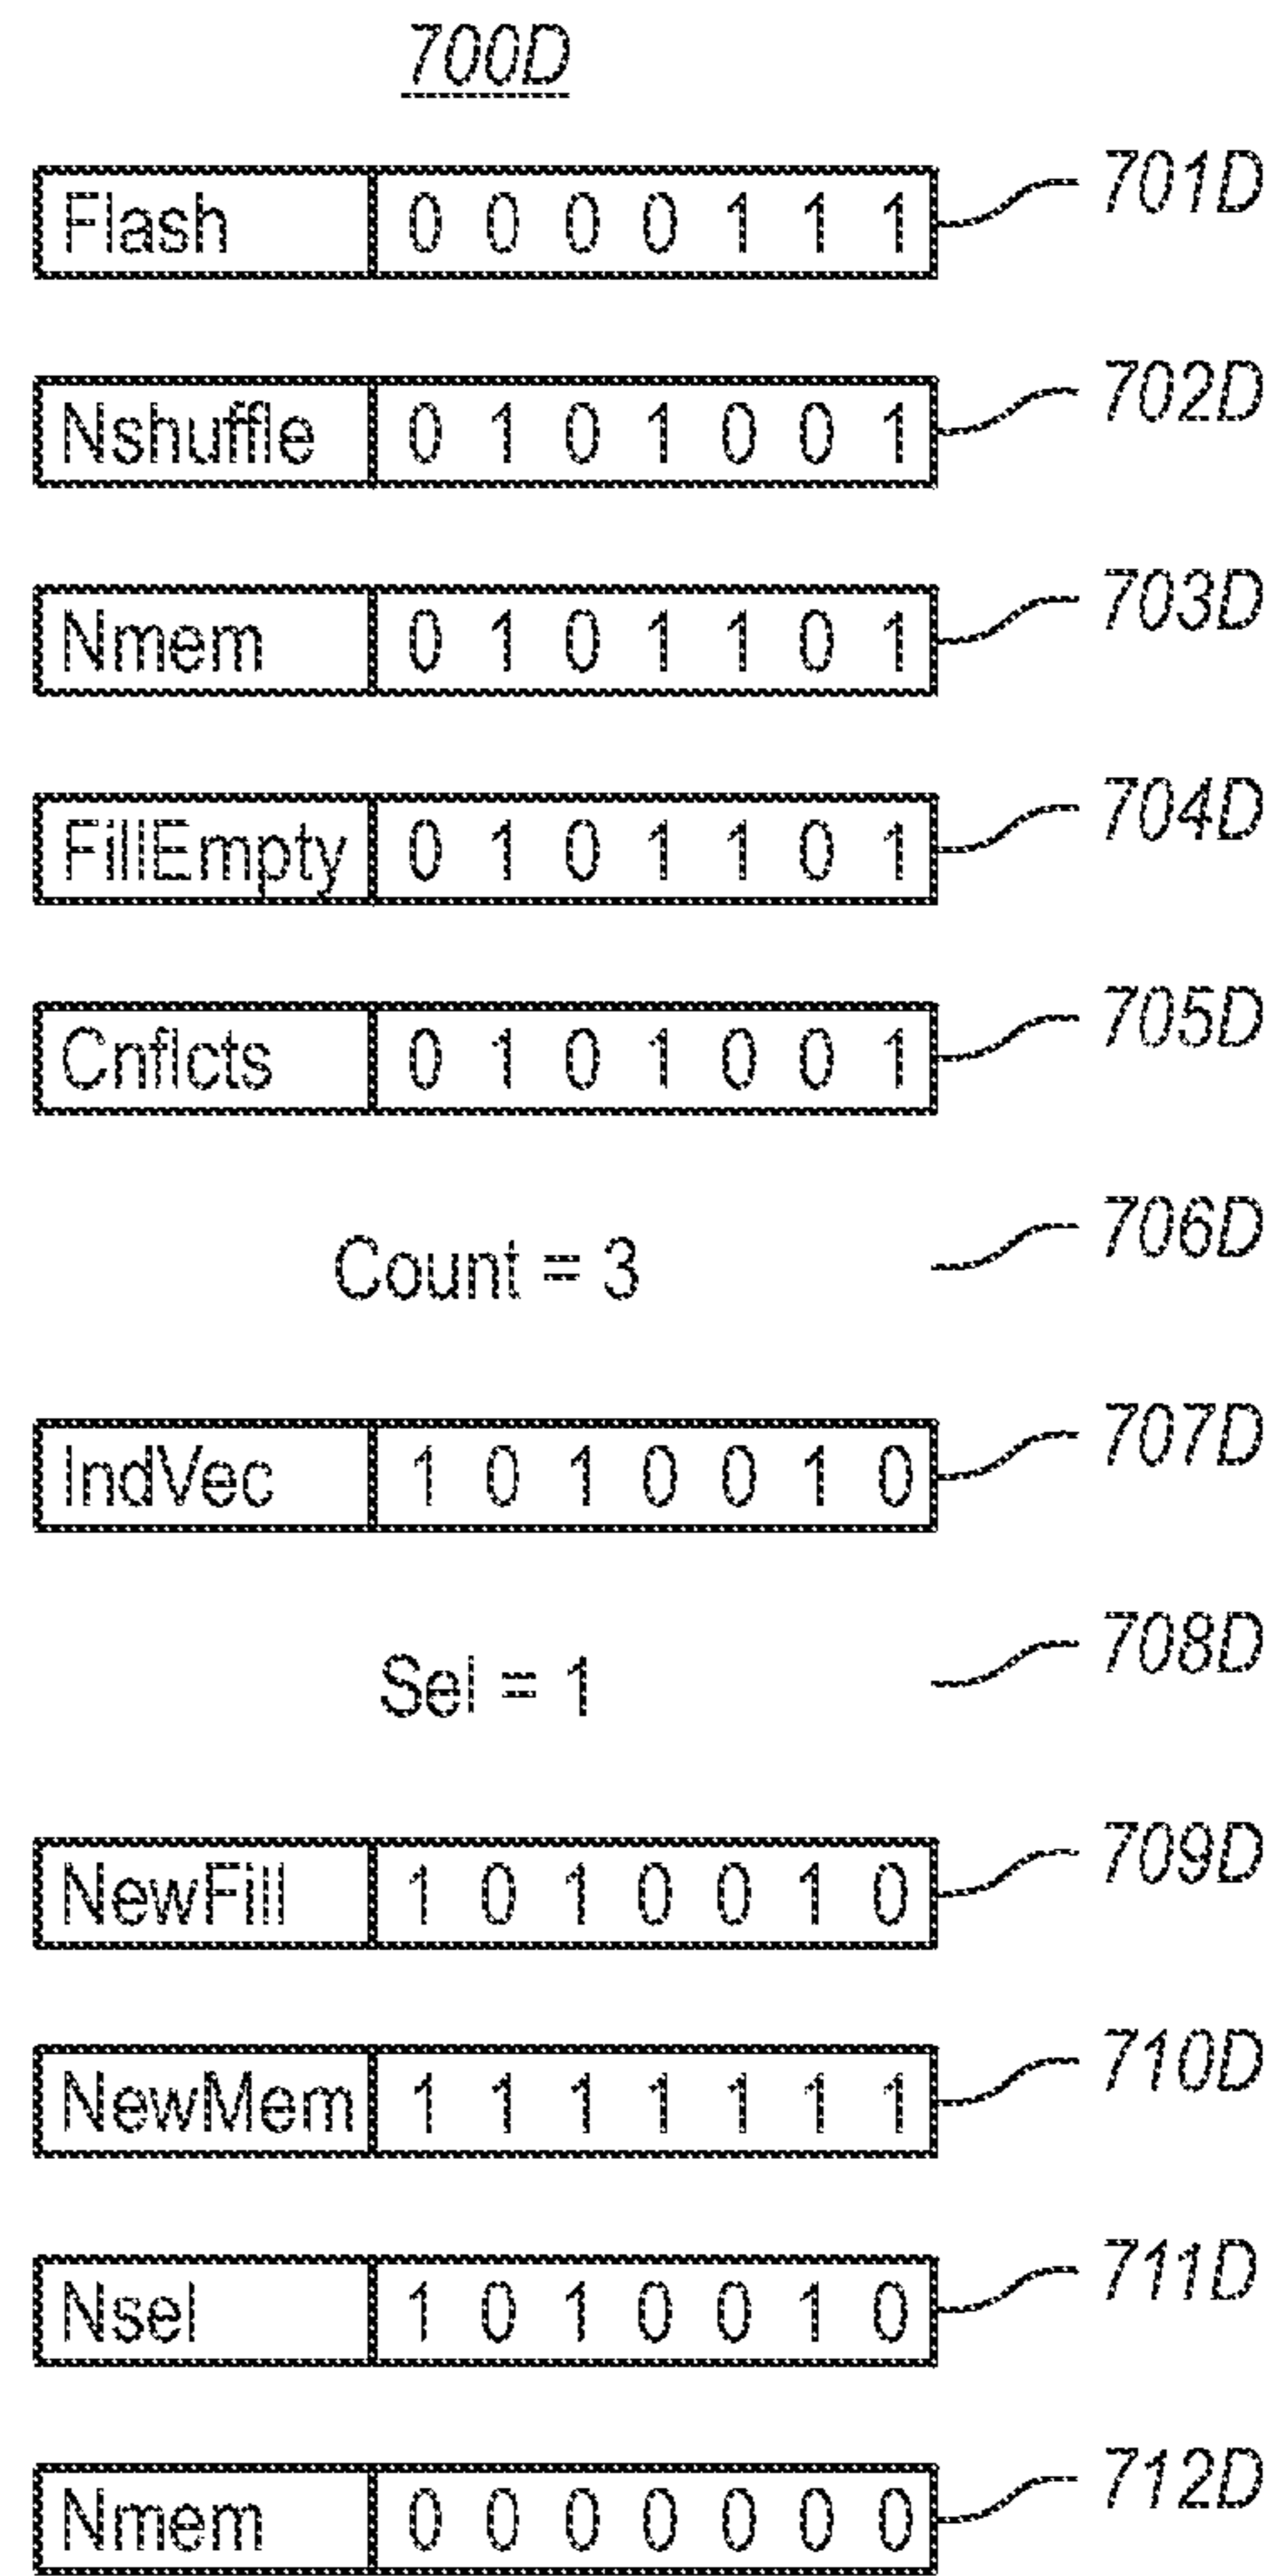 700D
Flash 0 0 0 0 1 1 1 701D
Nshuffle 0 1 0 1 0 0 1 702D
Nmem 0 1 0 1 1 0 1 703D
FillEmpty 0 1 0 1 1 0 1 704D
Cnflcts 0 1 0 1 0 0 1 705D
Count = 3 706D
IndVec 1 0 1 0 0 1 0 707D
Sel = 1 708D
NewFill 1 0 1 0 0 1 0 709D
NewMem 1 1 1 1 1 1 1 710D
Nsel 1 0 1 0 0 1 0 711D
Nmem 0 0 0 0 0 0 0 712D